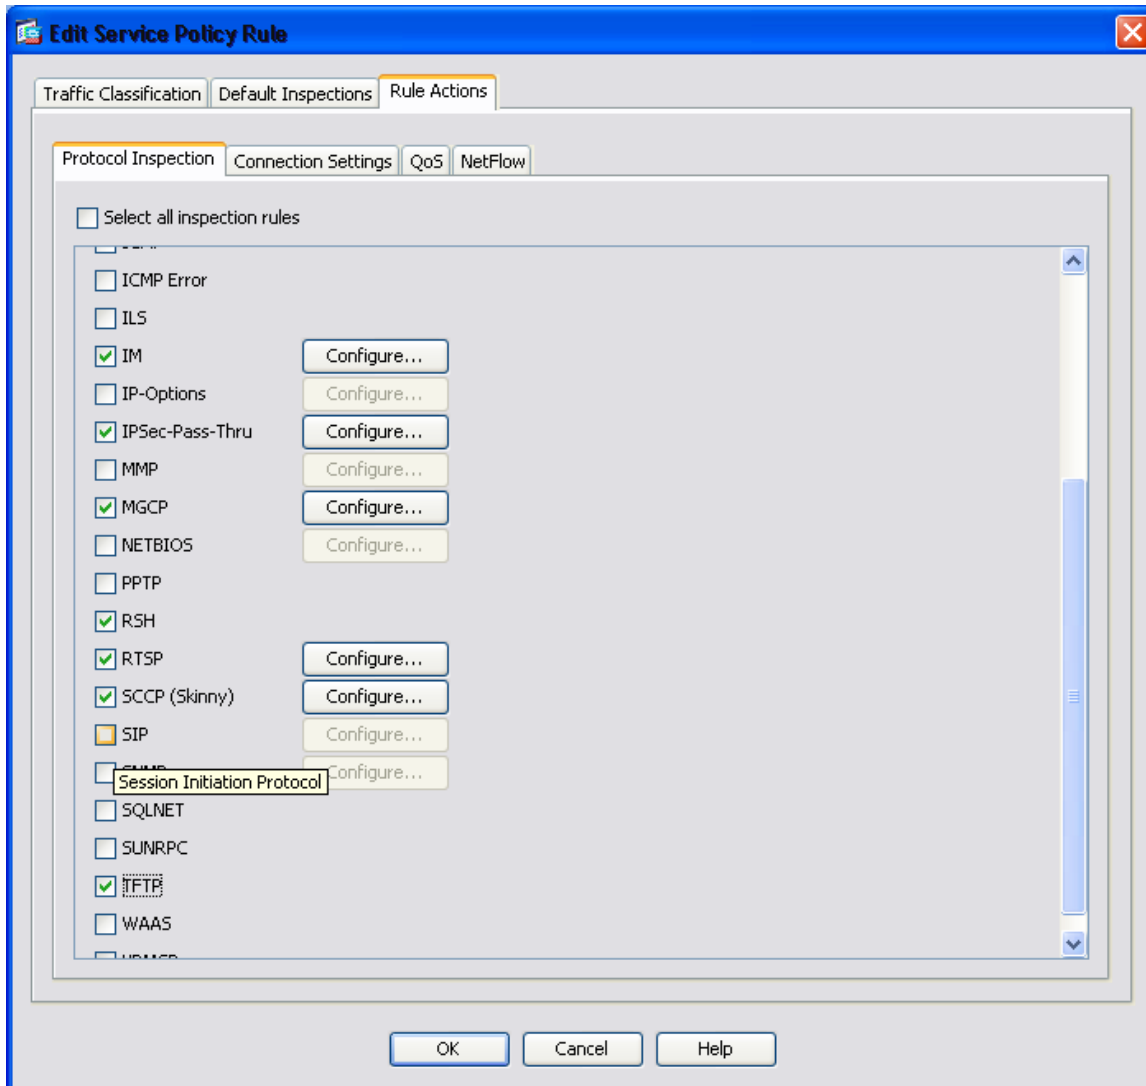 Edit Service Policy Rule
Traffic Classification Default Inspections Rule Actions
Protocol Inspection Connection Settings QoS NetFlow
Select all inspection rules
ICMP Error
ILS
IM Configure...
IP-Options Configure...
IPSec-Pass-Thru Configure...
MMP Configure...
MGCP Configure...
NETBIOS Configure...
PPTP
RSH
RTSP Configure...
SCCP (Skinny) Configure...
SIP Configure...
Configure...
Session Initiation Protocol
SQLNET
SUNRPC
TFTP
WAAS
OK Cancel Help